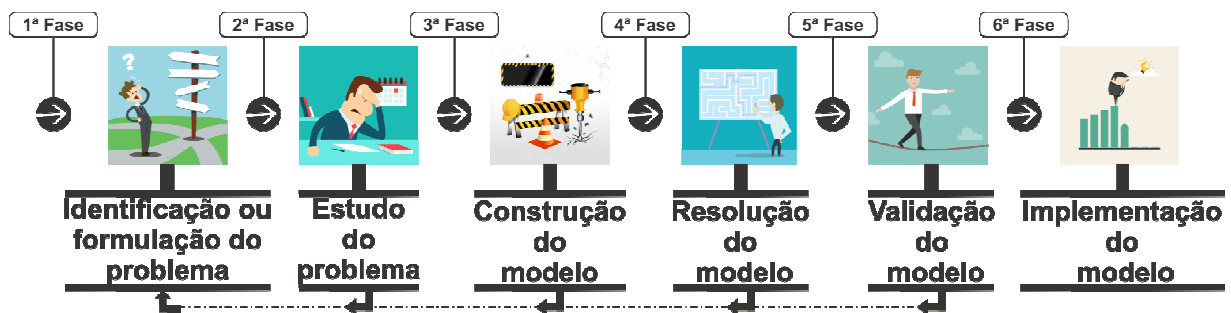 1ª Fase
2ª Fase
3ª Fase
4ª Fase
5ª Fase
6ª Fase
?
Identificação ou
formulação do
problema
Estudo
do
problema
Construção
do
modelo
Resolução
do
modelo
Validação
do
modelo
Implementação
do
modelo